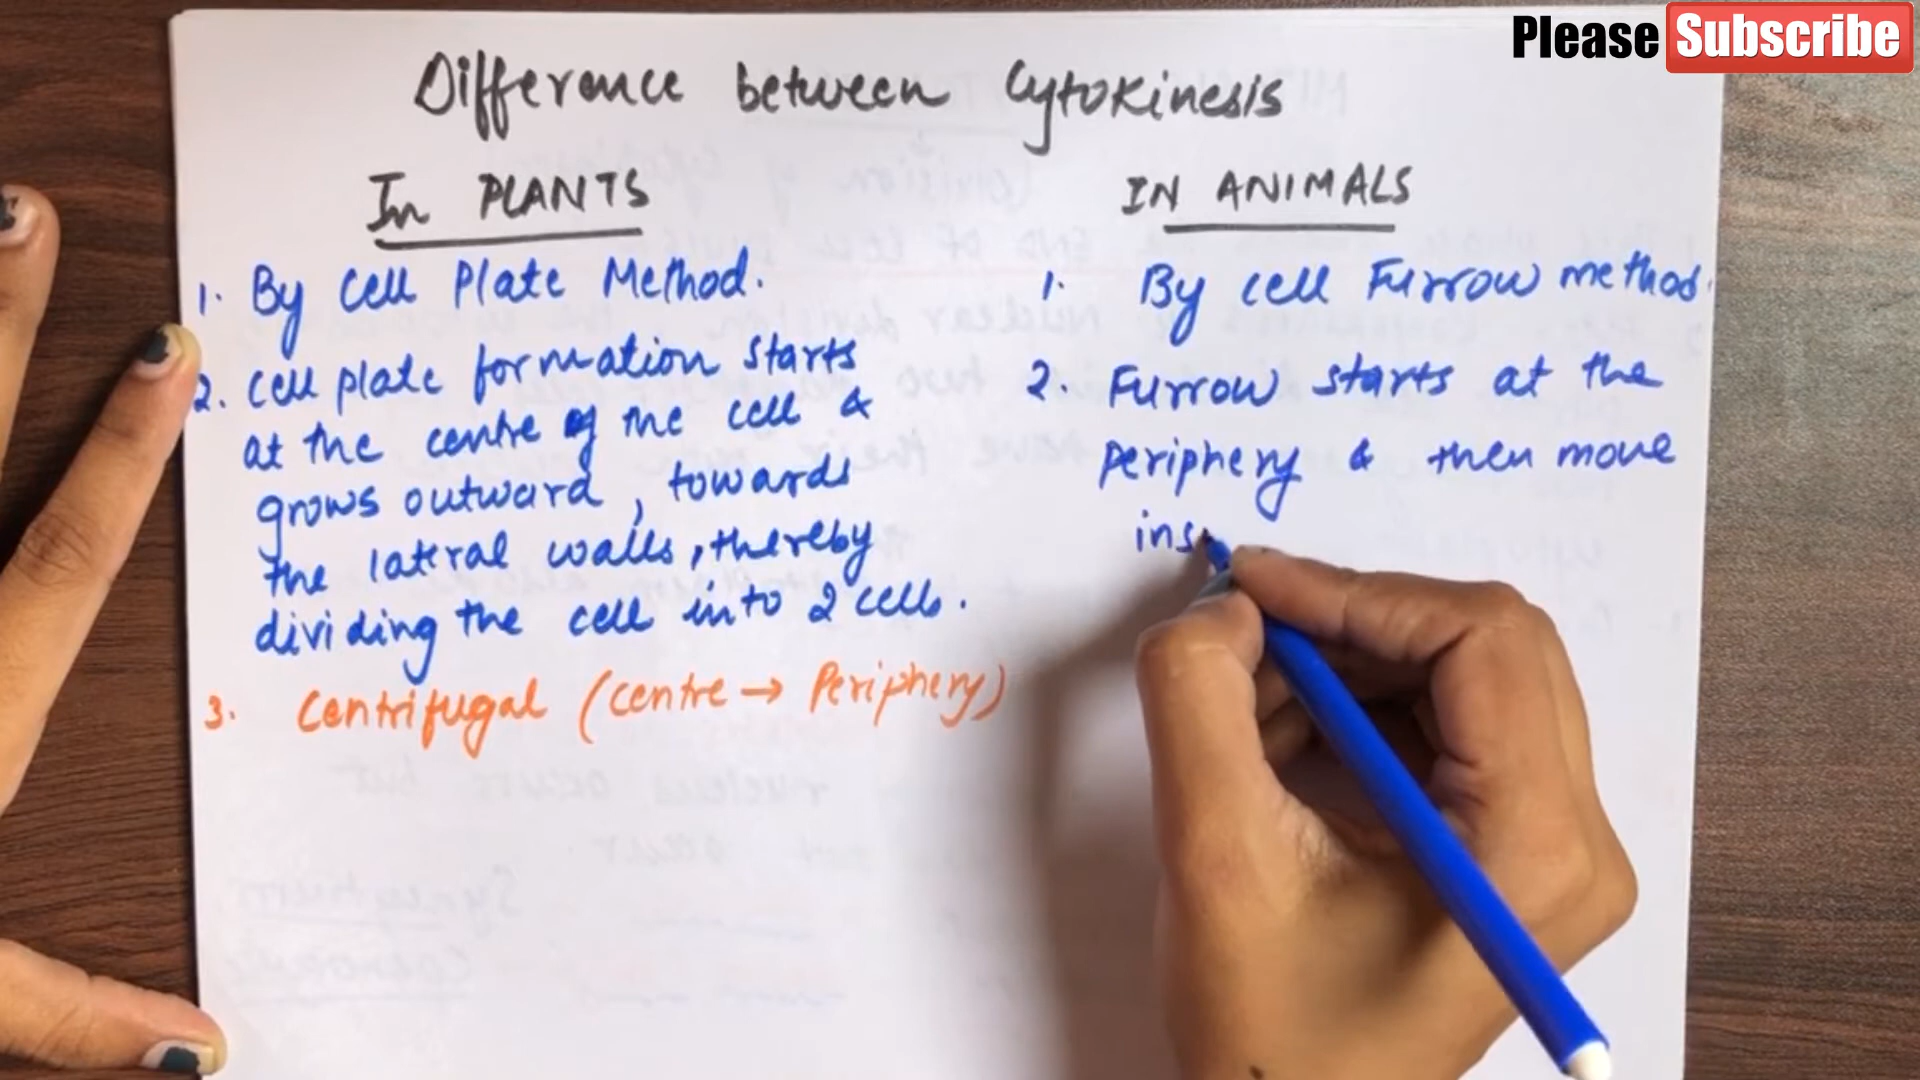 Please Subscribe
Difference between Cytokinesis
In PLANTS
1. By Cell Plate Method.
2. Cell plate formation starts
at the centre of the cell &
grows outward, towards
the lateral walls, thereby
dividing the cell into 2 cells.
3. Centrifugal (centre → Periphery)
IN ANIMALS
1. By cell Furrow method.
2. Furrow starts at the
periphery & then move
ins